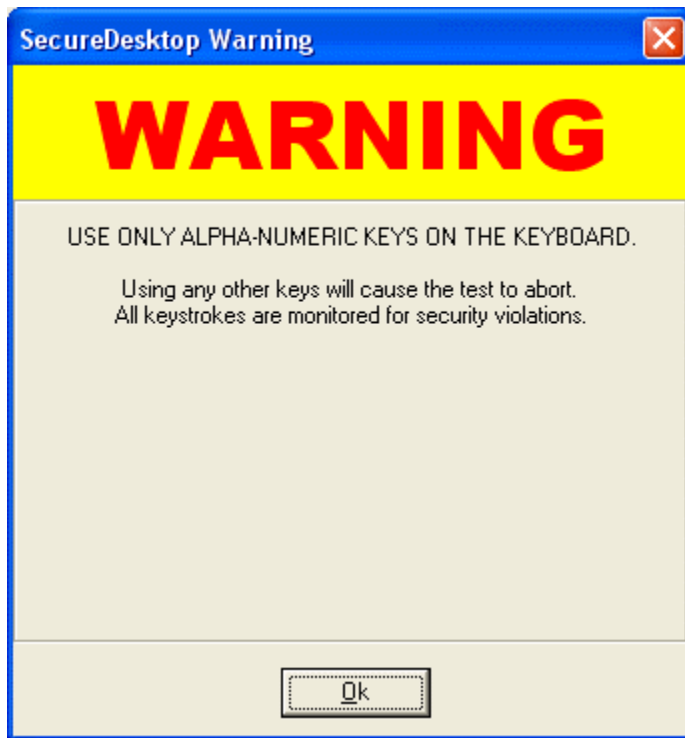 SecureDesktop Warning
WARNING
USE ONLY ALPHA-NUMERIC KEYS ON THE KEYBOARD.
Using any other keys will cause the test to abort.
All keystrokes are monitored for security violations.
Ok